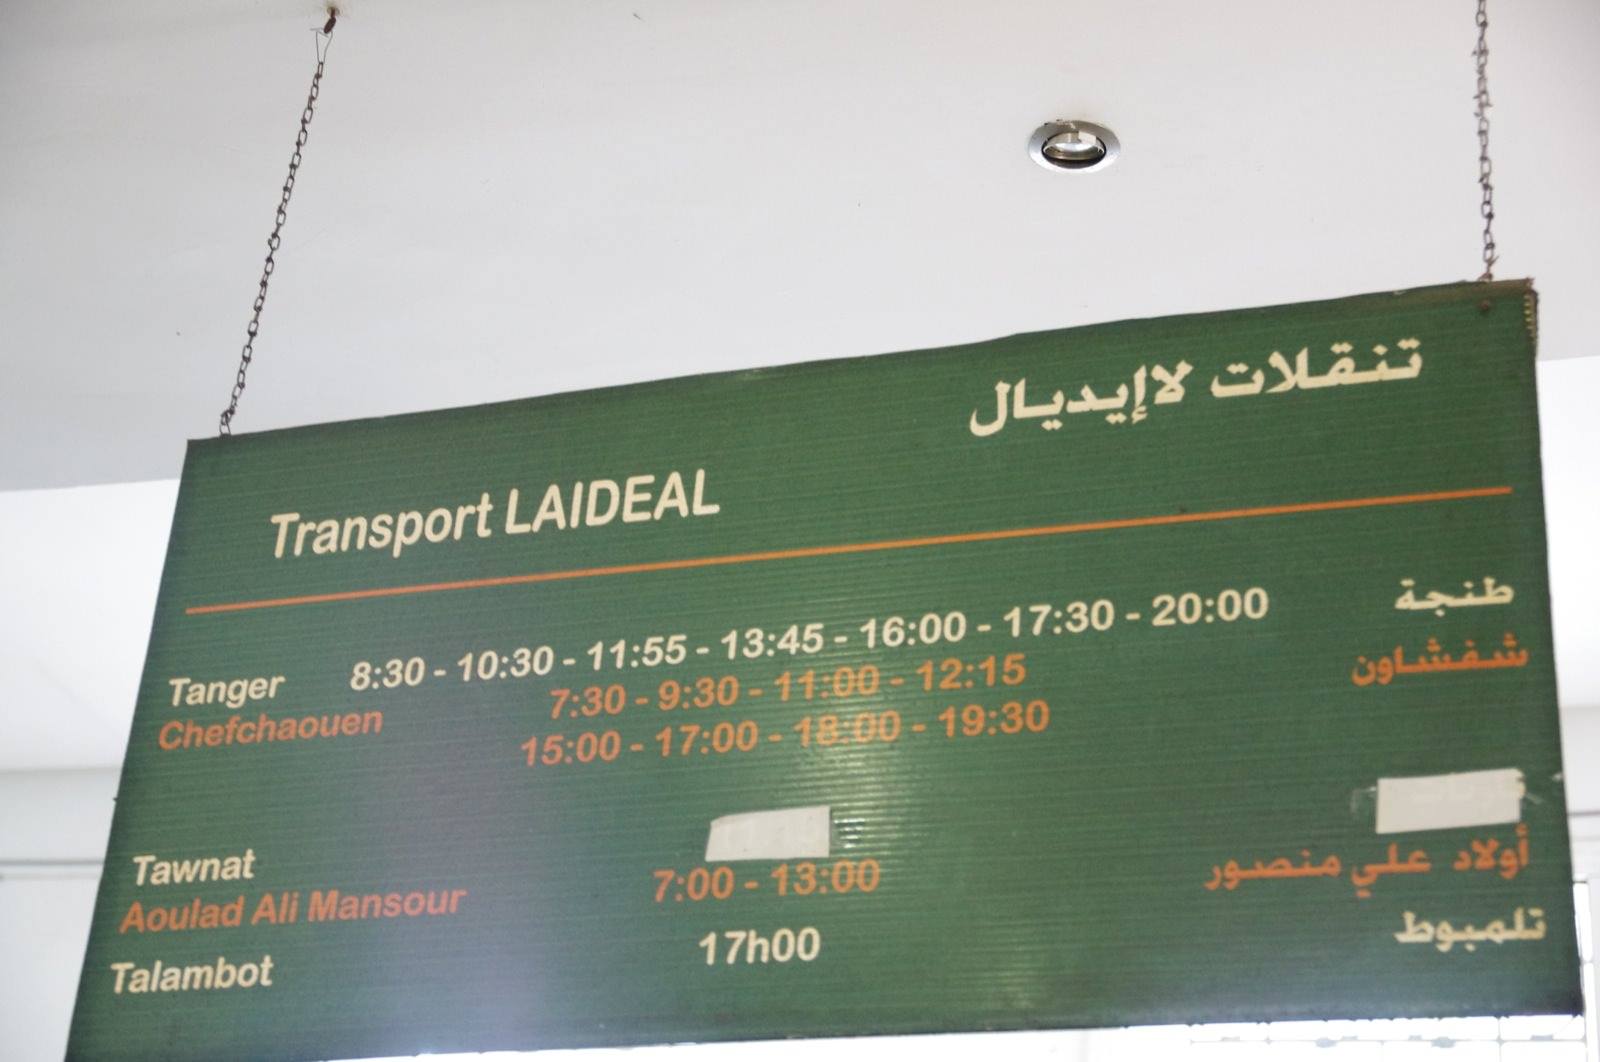 تنقلات لاإيديال
Transport LAIDEAL
Tanger 8:30 - 10:30 - 11:55 - 13:45 - 16:00 - 17:30 - 20:00 طنجة
Chefchaouen 7:30 - 9:30 - 11:00 - 12:15 شفشاون
15:00 - 17:00 - 18:00 - 19:30
Tawnat
Aoulad Ali Mansour 7:00 - 13:00 أولاد علي منصور
Talambot 17h00 تلمبوط